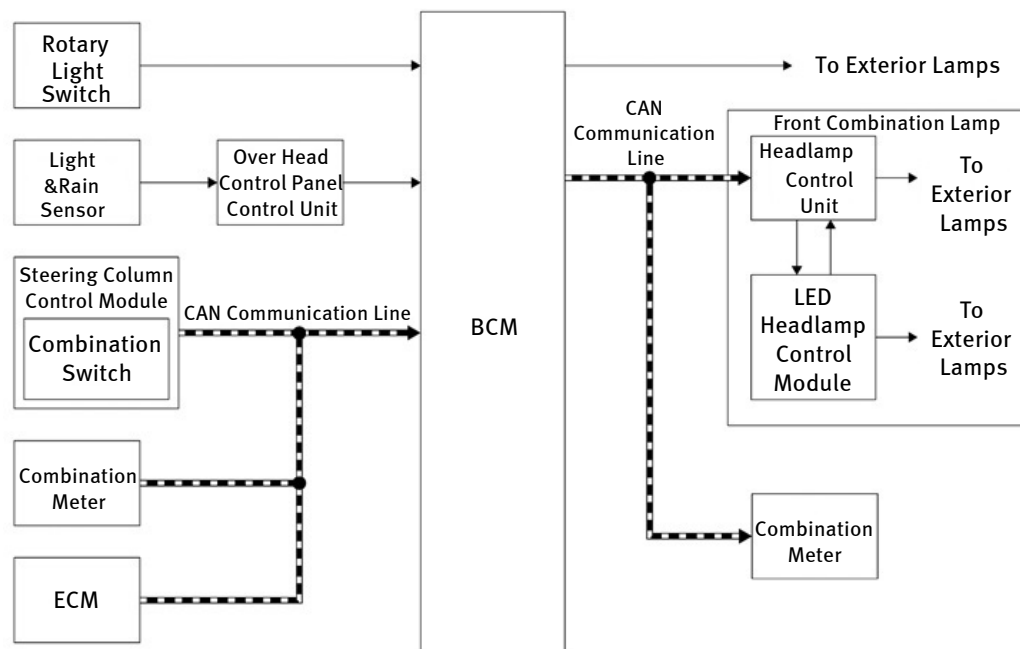 Rotary
Light
Switch
Light
&Rain
Sensor
Over Head
Control Panel
Control Unit
Steering Column
Control Module
Combination
Switch
CAN Communication Line
Combination
Meter
ECM
BCM
To Exterior Lamps
CAN
Communication
Line
Front Combination Lamp
Headlamp
Control
Unit
To
Exterior
Lamps
LED
Headlamp
Control
Module
To
Exterior
Lamps
Combination
Meter